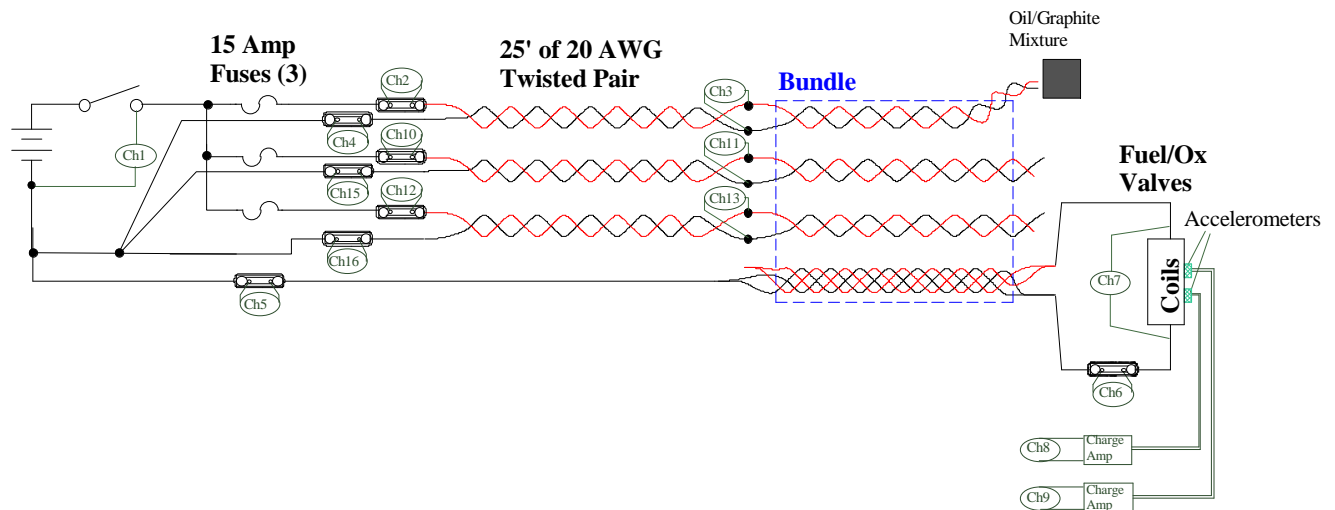 Oil/Graphite
Mixture
15 Amp
Fuses (3)
25' of 20 AWG
Twisted Pair
Bundle
Ch2
Ch3
Ch1
Ch4
Ch10
Ch11
Ch15
Ch12
Ch13
Ch16
Ch5
Fuel/Ox
Valves
Accelerometers
Ch7
Coils
Ch6
Ch8
Charge
Amp
Ch9
Charge
Amp